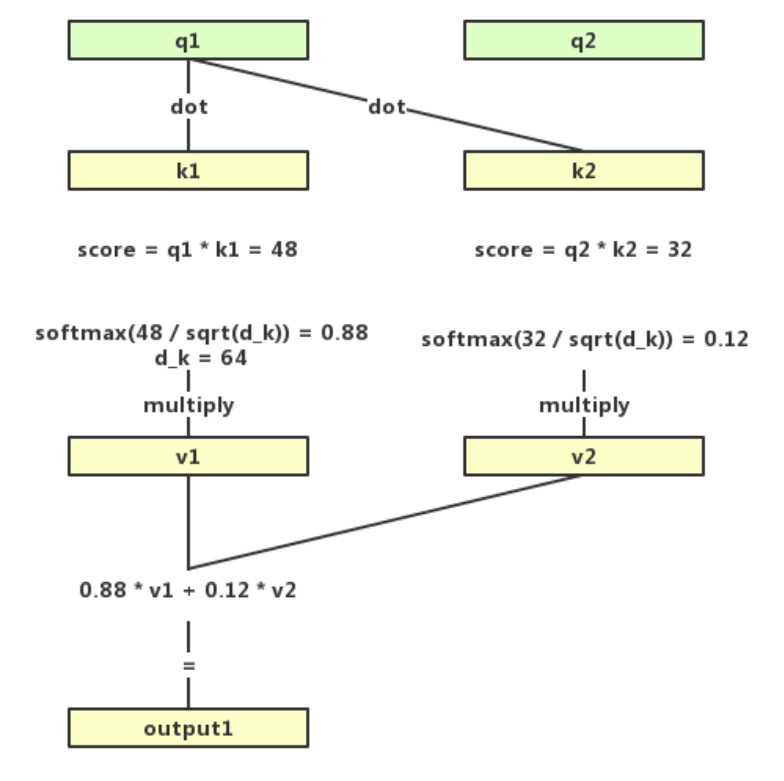 q1
q2
dot
dot
k1
k2
score = q1 * k1 = 48
score = q2 * k2 = 32
softmax(48 / sqrt(d_k)) = 0.88
d_k = 64
softmax(32 / sqrt(d_k)) = 0.12
multiply
multiply
v1
v2
0.88 * v1 + 0.12 * v2
=
output1